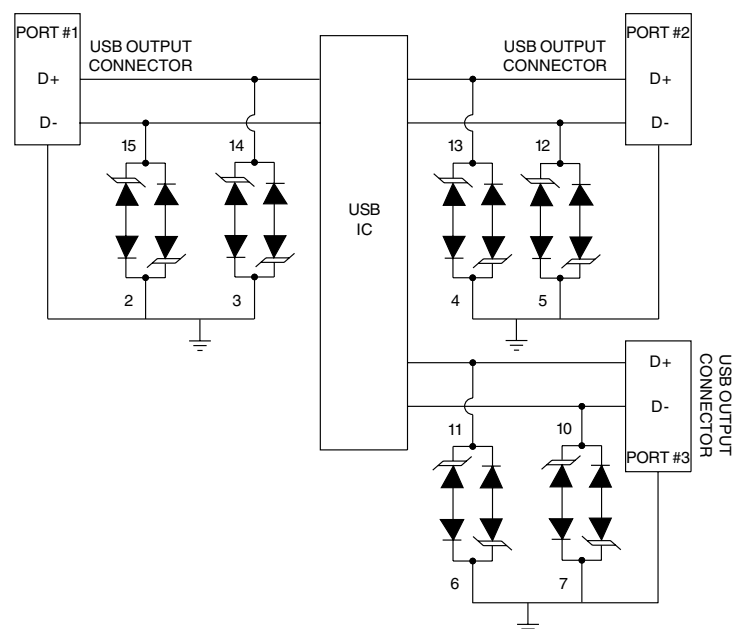 PORT #1
USB OUTPUT
CONNECTOR
D+
D-
15
14
2
3
USB
IC
USB OUTPUT
CONNECTOR
PORT #2
D+
D-
13
12
4
5
D+
D-
PORT #3
USB OUTPUT
CONNECTOR
11
10
6
7